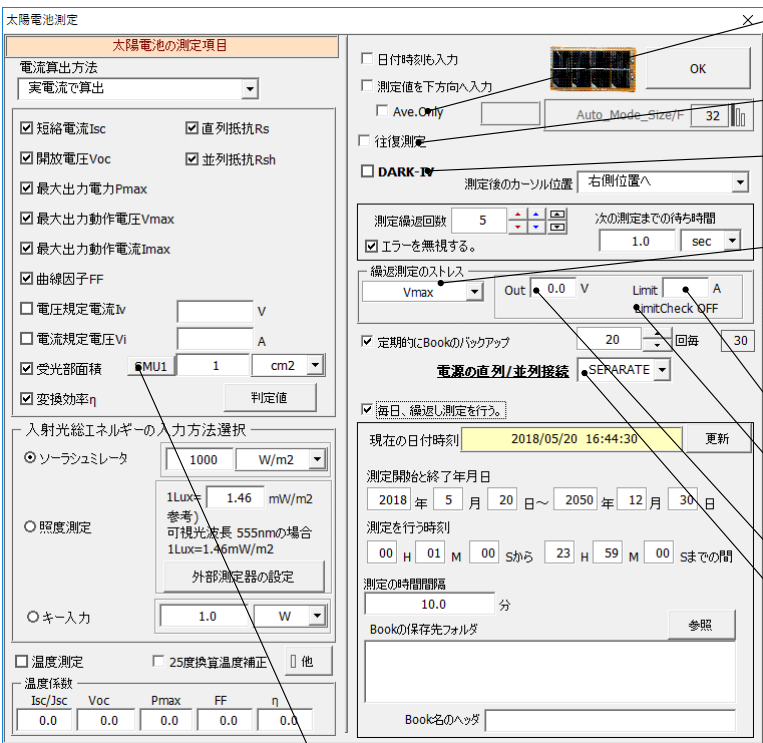 太陽電池測定
太陽電池の測定項目
電流算出方法
実電流で算出
短絡電流Isc
直列抵抗Rs
開放電圧Voc
並列抵抗Rsh
最大出力電力Pmax
最大出力動作電圧Vmax
最大出力動作電流Imax
曲線因子FF
電圧規定電流Iv
V
電流規定電圧Vi
A
受光部面積 SMU1 1 cm2
変換効率η 判定値
入射光総エネルギーの入力方法選択
ソーラシュミレータ 1000 W/m2
照度測定
1Lux= 1.46 mW/m2
参考)
可視光波長 555nmの場合
1Lux=1.46mW/m2
外部測定器の設定
キー入力 1.0 W
温度測定 25度換算温度補正 他
温度係数
Isc/Jsc Voc Pmax FF η
0.0 0.0 0.0 0.0 0.0
日付時刻も入力
OK
測定値を下方向へ入力
Ave.Only
Auto_Mode_Size/F 32
往復測定
DARK-IV
測定後のカーソル位置 右側位置へ
測定繰返回数 5
次の測定までの待ち時間
エラーを無視する。
1.0 sec
繰返測定のストレス
Vmax
Out 0.0 V
Limit A
LimitCheck OFF
定期的にBookのバックアップ 20 回毎 30
電源の直列/並列接続 SEPARATE
毎日、繰返し測定を行う。
現在の日付時刻 2018/05/20 16:44:30 更新
測定開始と終了年月日
2018 年 5 月 20 日～ 2050 年 12 月 30 日
測定を行う時刻
00 H 01 M 00 Sから 23 H 59 M 00 Sまでの間
測定の時間間隔
10.0 分
Bookの保存先フォルダ
参照
Book名のヘッダ